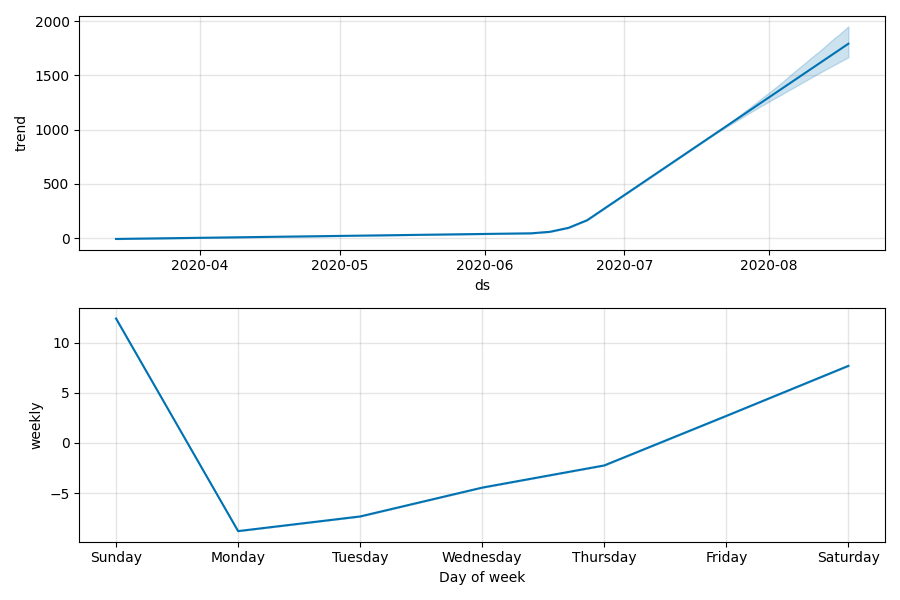 2000
1500
1000
500
0
trend
2020-04 2020-05 2020-06 2020-07 2020-08
ds
10
5
0
−5
weekly
Sunday Monday Tuesday Wednesday Thursday Friday Saturday
Day of week